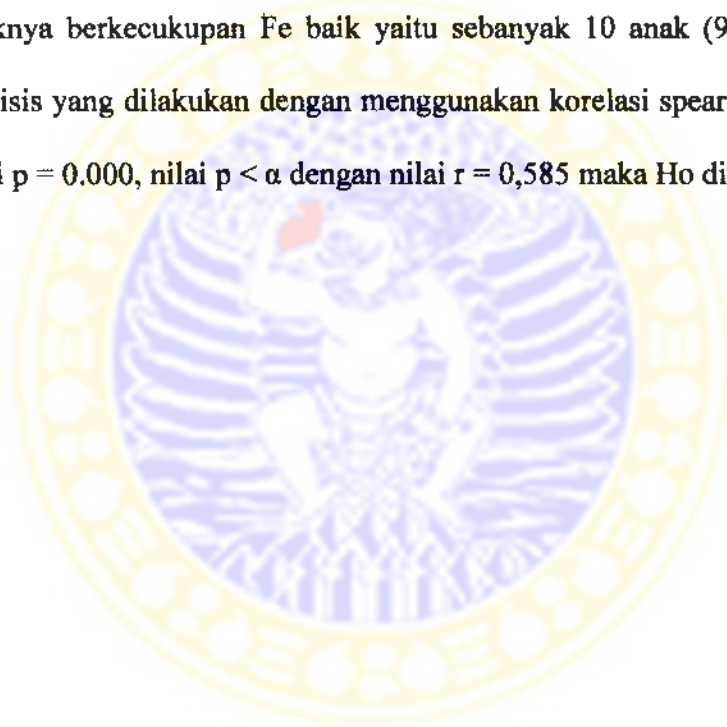 knya berkecukupan Fe baik yaitu sebanyak 10 anak (9
isis yang dilakukan dengan menggunakan korelasi spear
i p = 0.000, nilai p < α dengan nilai r = 0,585 maka Ho di